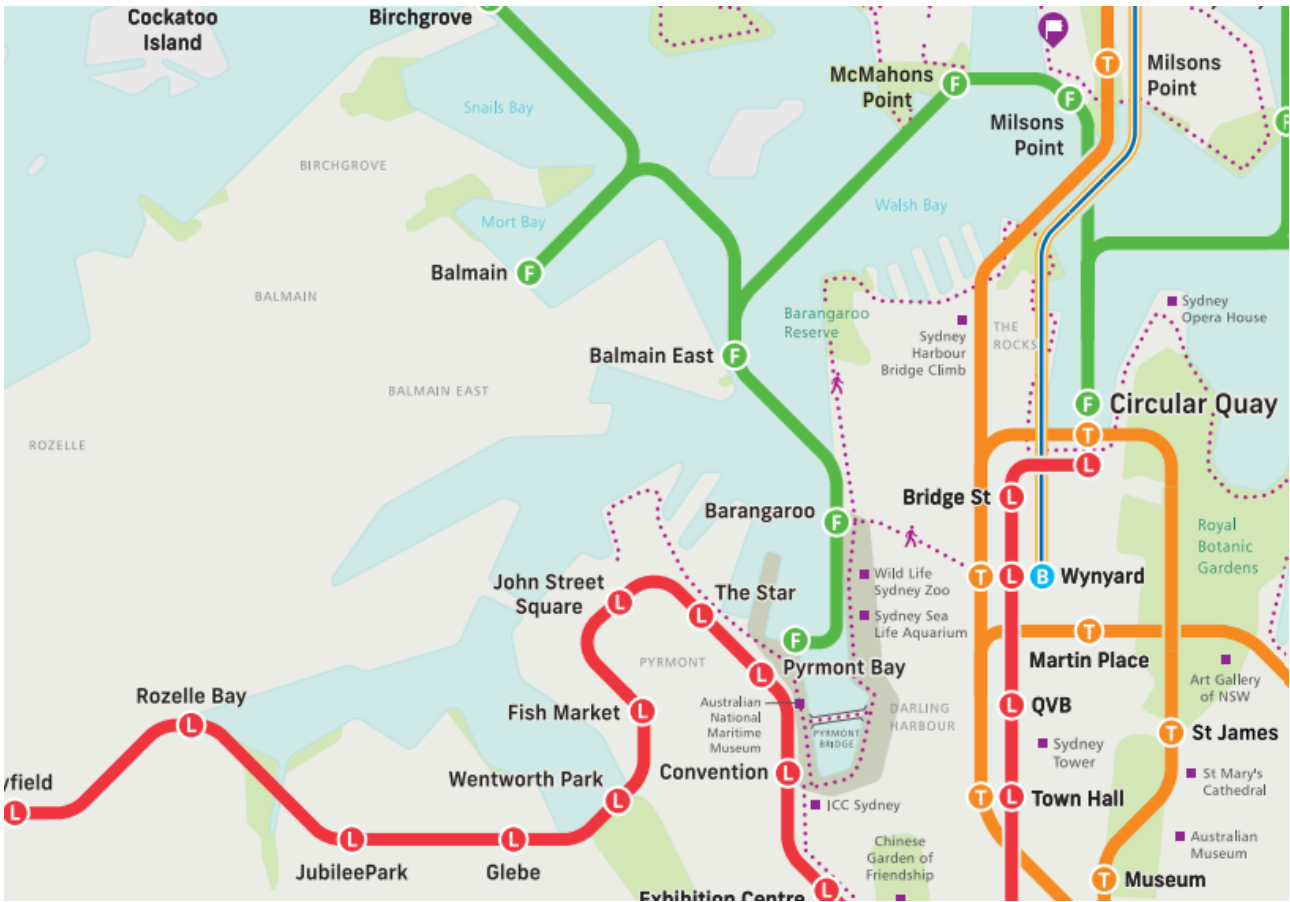 Cockatoo
Island
Birchgrove
Snails Bay
BIRCHGROVE
Mort Bay
Balmain
F
BALMAIN
BALMAIN EAST
ROZELLE
Balmain East
F
McMahons
Point
F
F
Milsons
Point
T
Milsons
Point
F
Walsh Bay
Barangaroo
Reserve
Sydney
Harbour
Bridge Climb
THE
ROCKS
Sydney
Opera House
F
Circular Quay
T
L
Bridge St
L
Barangaroo
F
Royal
Botanic
Gardens
T
L
B
Wynyard
Wild Life
Sydney Zoo
Sydney Sea
Life Aquarium
John Street
Square
L
The Star
L
F
Pyrmont Bay
L
PYRMONT
T
Martin Place
Art Gallery
of NSW
Rozelle Bay
L
Fish Market
L
Australian
National
Maritime
Museum
PYRMONT
BRIDGE
DARLING
HARBOUR
L
QVB
T
St James
Sydney
Tower
St Mary's
Cathedral
yfield
L
Wentworth Park
L
Convention
L
ICC Sydney
T
L
Town Hall
L
JubileePark
L
Glebe
Chinese
Garden of
Friendship
Australian
Museum
Exhibition Centre
L
T
Museum